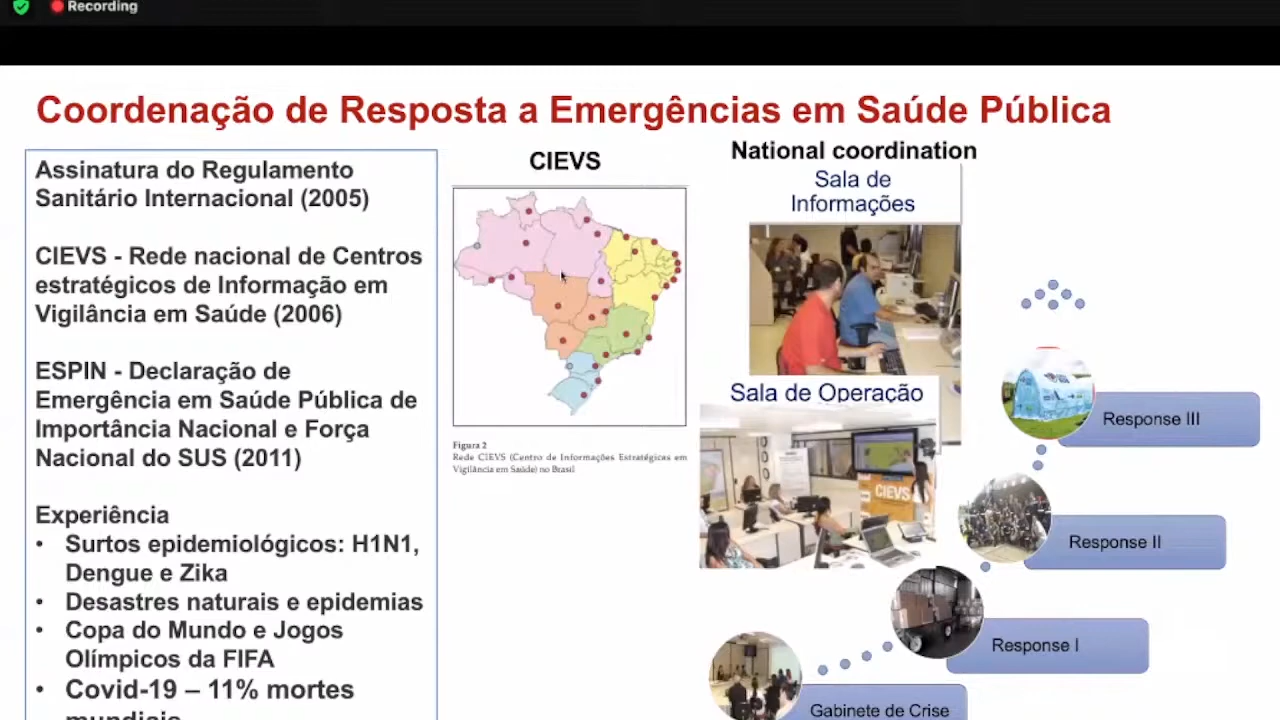 Recording
Coordenação de Resposta a Emergências em Saúde Pública
Assinatura do Regulamento
Sanitário Internacional (2005)
CIEVS - Rede nacional de Centros
estratégicos de Informação em
Vigilância em Saúde (2006)
ESPIN - Declaração de
Emergência em Saúde Pública de
Importância Nacional e Força
Nacional do SUS (2011)
Experiência
• Surtos epidemiológicos: H1N1,
Dengue e Zika
• Desastres naturais e epidemias
• Copa do Mundo e Jogos
Olímpicos da FIFA
• Covid-19 – 11% mortes
mundiais
CIEVS
Figura 2
Rede CIEVS (Centro de Informações Estratégicas em
Vigilância em Saúde) no Brasil
National coordination
Sala de
Informações
Sala de Operação
CIEVS
Response III
Response II
Response I
Gabinete de Crise